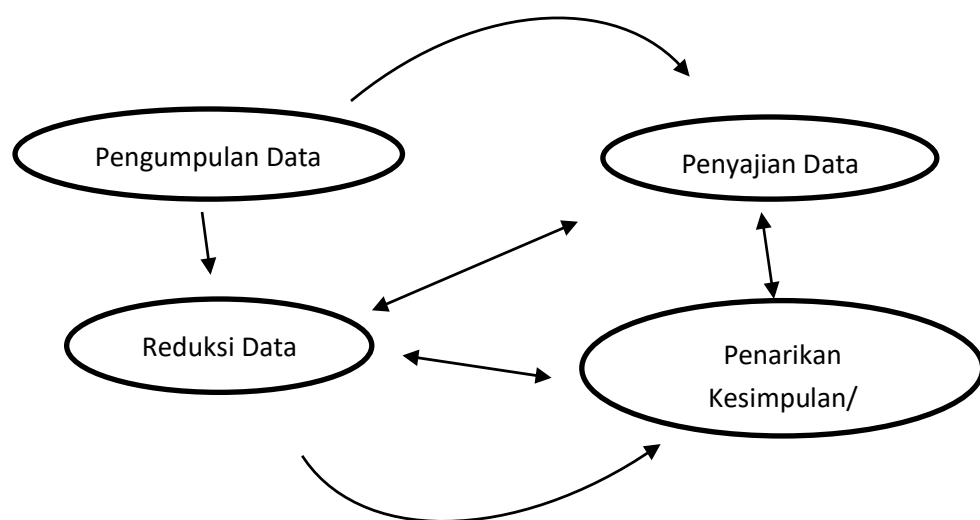 Pengumpulan Data
Penyajian Data
Reduksi Data
Penarikan
Kesimpulan/